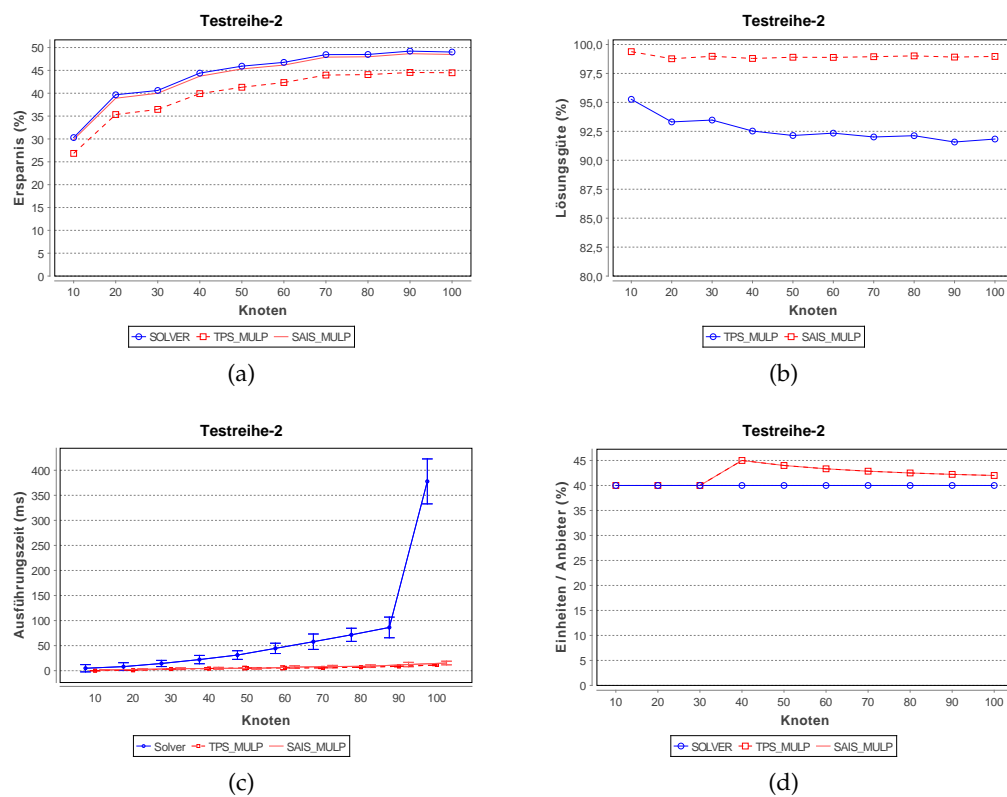 Testreihe-2
Ersparnis (%)
50
45
40
35
30
25
20
15
10
5
0
10 20 30 40 50 60 70 80 90 100
Knoten
SOLVER TPS_MULP SAIS_MULP
(a)
Testreihe-2
Lösungsgüte (%)
100,0
97,5
95,0
92,5
90,0
87,5
85,0
82,5
80,0
10 20 30 40 50 60 70 80 90 100
Knoten
TPS_MULP SAIS_MULP
(b)
Testreihe-2
Ausführungszeit (ms)
400
350
300
250
200
150
100
50
0
10 20 30 40 50 60 70 80 90 100
Knoten
Solver TPS_MULP SAIS_MULP
(c)
Testreihe-2
Einheiten / Anbieter (%)
45
40
35
30
25
20
15
10
5
0
10 20 30 40 50 60 70 80 90 100
Knoten
SOLVER TPS_MULP SAIS_MULP
(d)